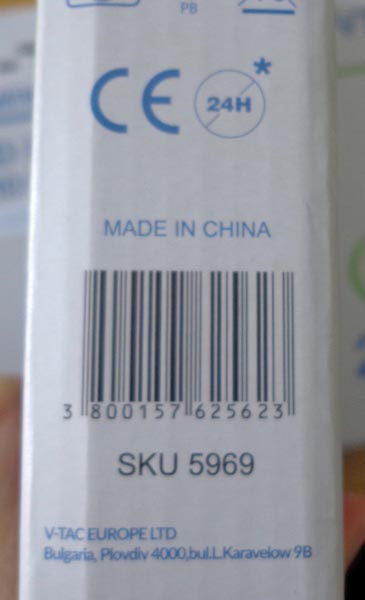 PB
CE
24H*
MADE IN CHINA
3 800157 625623
SKU 5969
V-TAC EUROPE LTD
Bulgaria, Plovdiv 4000,bul.L.Karavelow 9B